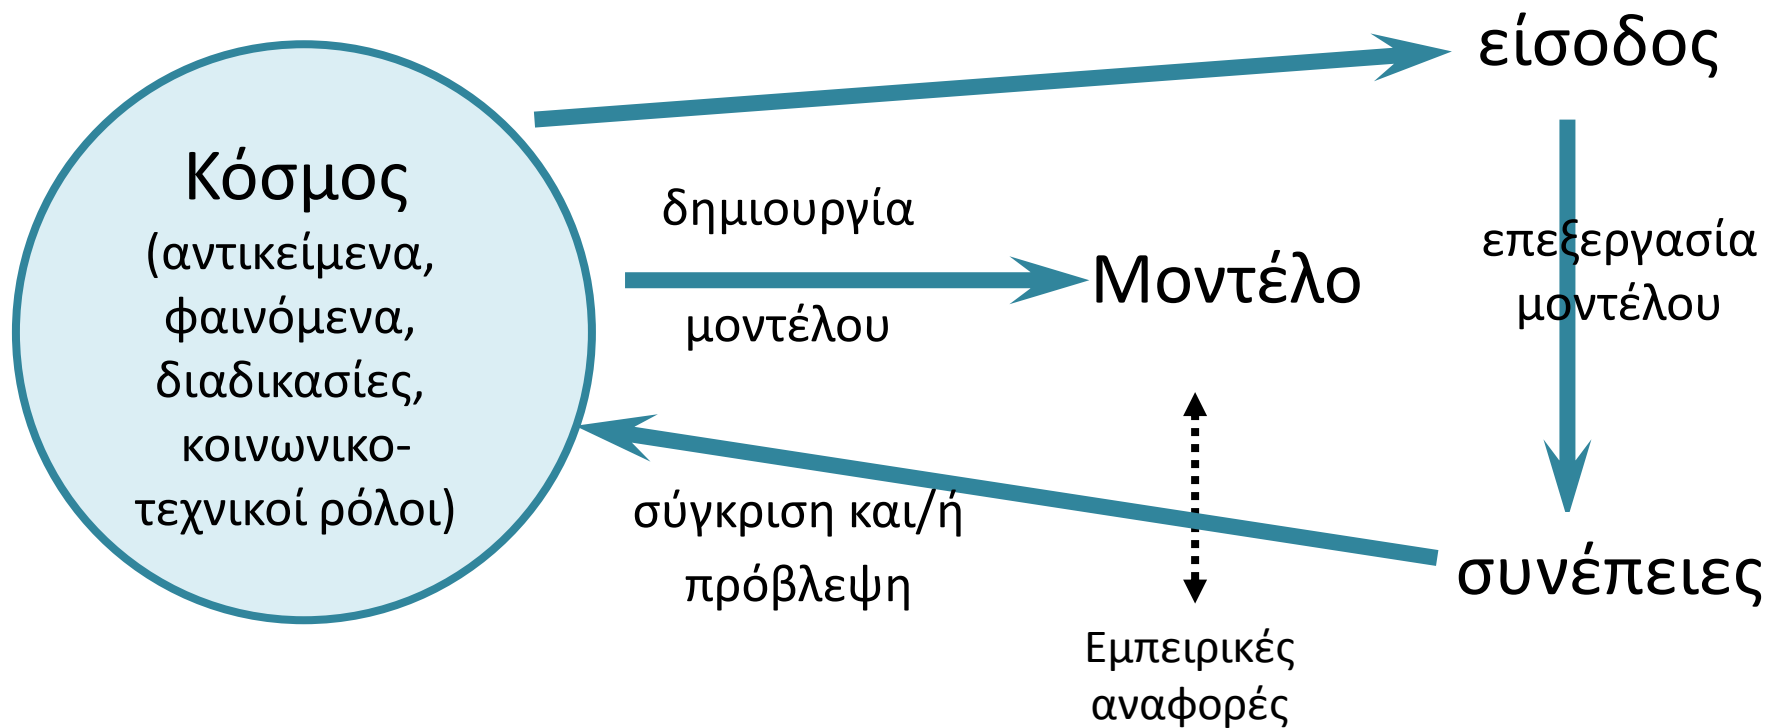 Κόσμος
(αντικείμενα,
φαινόμενα,
διαδικασίες,
κοινωνικο-
τεχνικοί ρόλοι)
δημιουργία
μοντέλου
Μοντέλο
είσοδος
επεξεργασία
μοντέλου
συνέπειες
σύγκριση και/ή
πρόβλεψη
Εμπειρικές
αναφορές